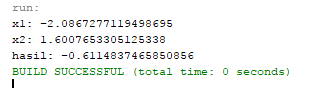 run:
x1: -2.0867277119498695
x2: 1.6007653305125338
hasil: -0.6114837465850856
BUILD SUCCESSFUL (total time: 0 seconds)